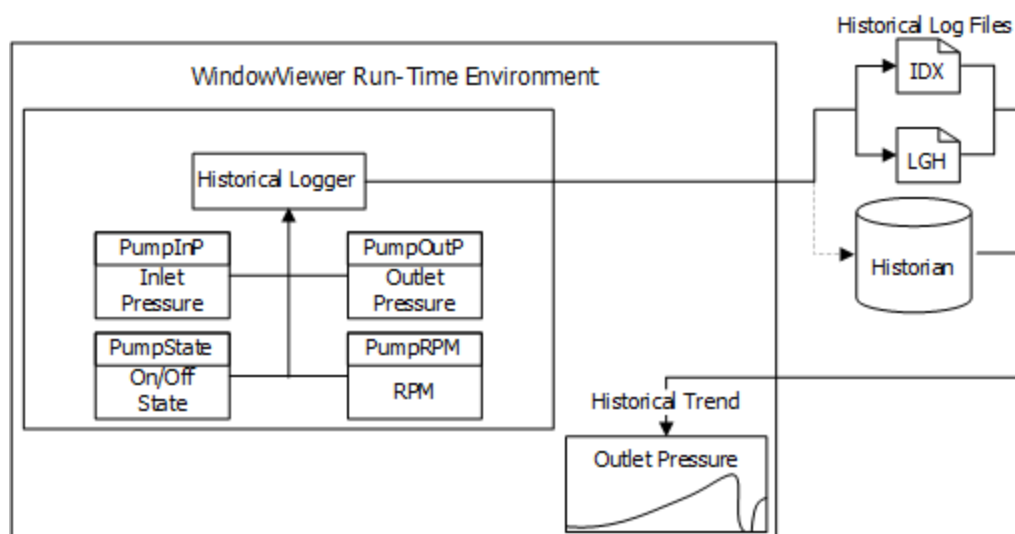 Historical Log Files
WindowViewer Run-Time Environment
IDX
LGH
Historical Logger
PumpInP
Inlet
Pressure
PumpOutP
Outlet
Pressure
Historian
PumpState
On/Off
State
PumpRPM
RPM
Historical Trend
Outlet Pressure